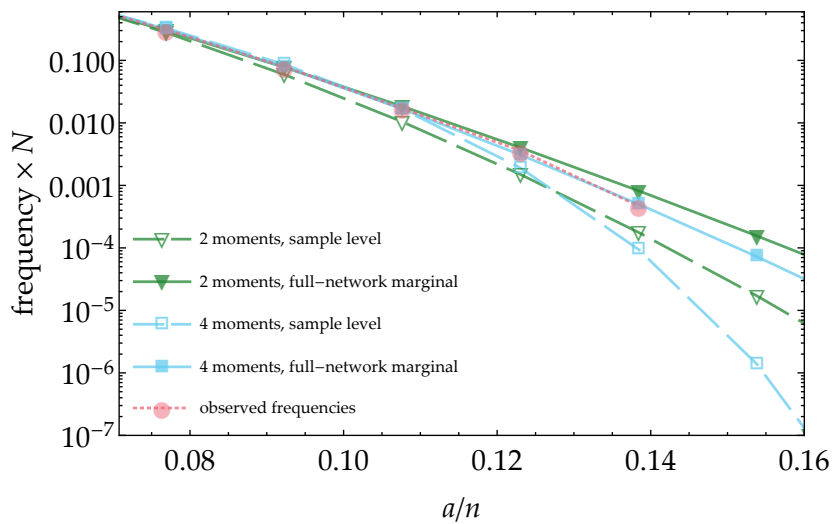 frequency × N
0.100
0.010
0.001
10⁻⁴
10⁻⁵
10⁻⁶
10⁻⁷
2 moments, sample level
2 moments, full−network marginal
4 moments, sample level
4 moments, full−network marginal
observed frequencies
0.08 0.10 0.12 0.14 0.16
a/n